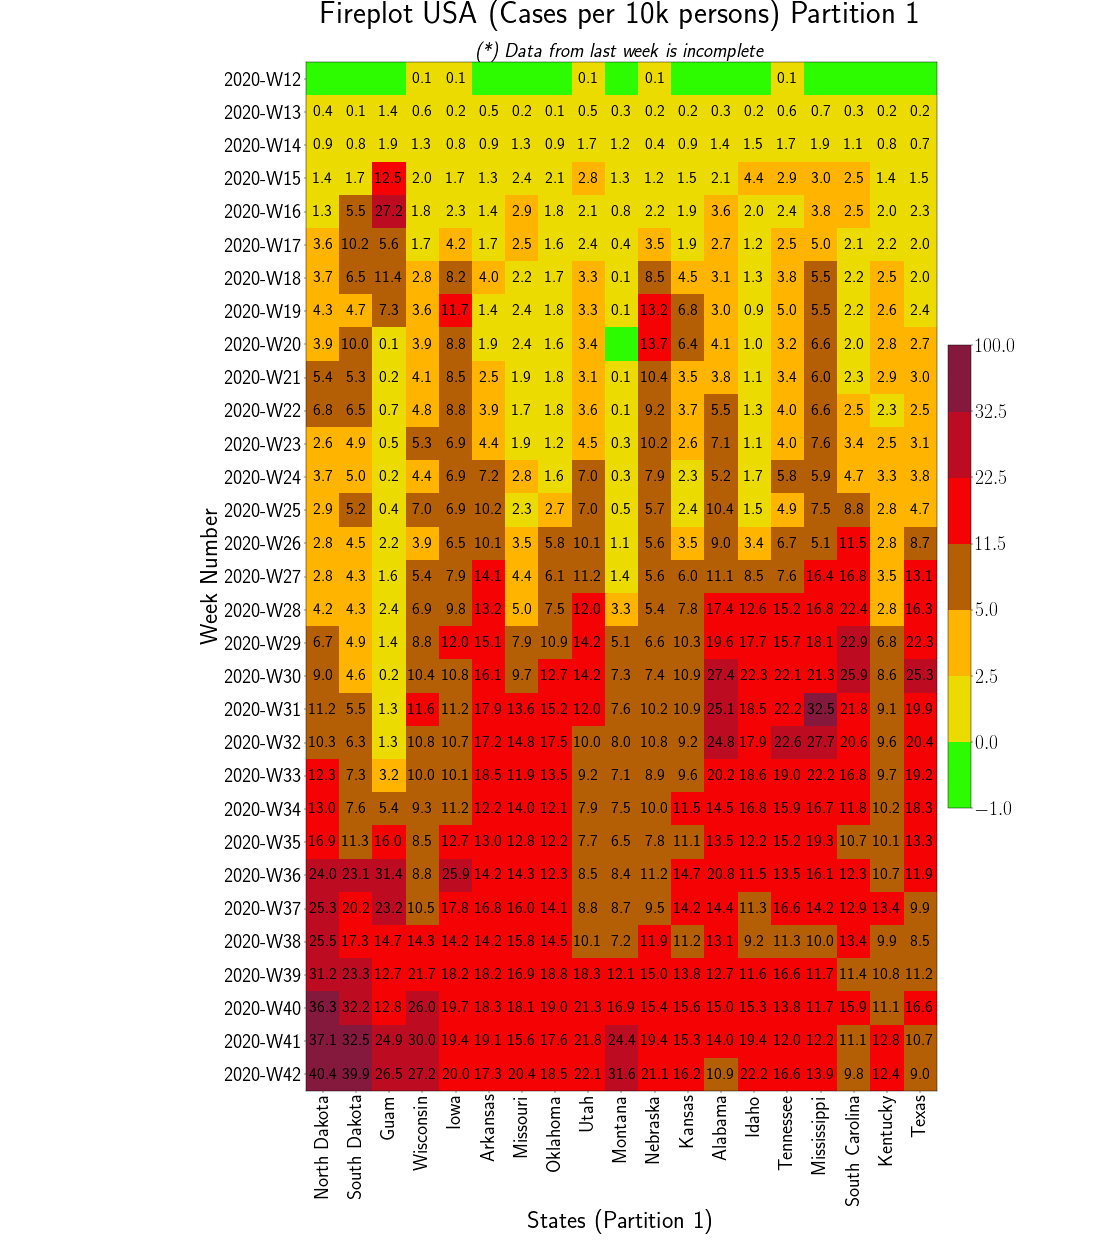 Fireplot USA (Cases per 10k persons) Partition 1
(*) Data from last week is incomplete
2020-W12 0.1 0.1 0.1 0.1 0.1
2020-W13 0.4 0.1 1.4 0.6 0.2 0.5 0.2 0.1 0.5 0.3 0.2 0.2 0.3 0.2 0.6 0.7 0.3 0.2 0.2
2020-W14 0.9 0.8 1.9 1.3 0.8 0.9 1.3 0.9 1.7 1.2 0.4 0.9 1.4 1.5 1.7 1.9 1.1 0.8 0.7
2020-W15 1.4 1.7 12.5 2.0 1.7 1.3 2.4 2.1 2.8 1.3 1.2 1.5 2.1 4.4 2.9 3.0 2.5 1.4 1.5
2020-W16 1.3 5.5 27.2 1.8 2.3 1.4 2.9 1.8 2.1 0.8 2.2 1.9 3.6 2.0 2.4 3.8 2.5 2.0 2.3
2020-W17 3.6 10.2 5.6 1.7 4.2 1.7 2.5 1.6 2.4 0.4 3.5 1.9 2.7 1.2 2.5 5.0 2.1 2.2 2.0
2020-W18 3.7 6.5 11.4 2.8 8.2 4.0 2.2 1.7 3.3 0.1 8.5 4.5 3.1 1.3 3.8 5.5 2.2 2.5 2.0
2020-W19 4.3 4.7 7.3 3.6 11.7 1.4 2.4 1.8 3.3 0.1 13.2 6.8 3.0 0.9 5.0 5.5 2.2 2.6 2.4
2020-W20 3.9 10.0 0.1 3.9 8.8 1.9 2.4 1.6 3.4 13.7 6.4 4.1 1.0 3.2 6.6 2.0 2.8 2.7
2020-W21 5.4 5.3 0.2 4.1 8.5 2.5 1.9 1.8 3.1 0.1 10.4 3.5 3.8 1.1 3.4 6.0 2.3 2.9 3.0
2020-W22 6.8 6.5 0.7 4.8 8.8 3.9 1.7 1.8 3.6 0.1 9.2 3.7 5.5 1.3 4.0 6.6 2.5 2.3 2.5
2020-W23 2.6 4.9 0.5 5.3 6.9 4.4 1.9 1.2 4.5 0.3 10.2 2.6 7.1 1.1 4.0 7.6 3.4 2.5 3.1
2020-W24 3.7 5.0 0.2 4.4 6.9 7.2 2.8 1.6 7.0 0.3 7.9 2.3 5.2 1.7 5.8 5.9 4.7 3.3 3.8
2020-W25 2.9 5.2 0.4 7.0 6.9 10.2 2.3 2.7 7.0 0.5 5.7 2.4 10.4 1.5 4.9 7.5 8.8 2.8 4.7
2020-W26 2.8 4.5 2.2 3.9 6.5 10.1 3.5 5.8 10.1 1.1 5.6 3.5 9.0 3.4 6.7 5.1 11.5 2.8 8.7
2020-W27 2.8 4.3 1.6 5.4 7.9 14.1 4.4 6.1 11.2 1.4 5.6 6.0 11.1 8.5 7.6 16.4 16.8 3.5 13.1
2020-W28 4.2 4.3 2.4 6.9 9.8 13.2 5.0 7.5 12.0 3.3 5.4 7.8 17.4 12.6 15.2 16.8 22.4 2.8 16.3
2020-W29 6.7 4.9 1.4 8.8 12.0 15.1 7.9 10.9 14.2 5.1 6.6 10.3 19.6 17.7 15.7 18.1 22.9 6.8 22.3
2020-W30 9.0 4.6 0.2 10.4 10.8 16.1 9.7 12.7 14.2 7.3 7.4 10.9 27.4 22.3 22.1 21.3 25.9 8.6 25.3
2020-W31 11.2 5.5 1.3 11.6 11.2 17.9 13.6 15.2 12.0 7.6 10.2 10.9 25.1 18.5 22.2 32.5 21.8 9.1 19.9
2020-W32 10.3 6.3 1.3 10.8 10.7 17.2 14.8 17.5 10.0 8.0 10.8 9.2 24.8 17.9 22.6 27.7 20.6 9.6 20.4
2020-W33 12.3 7.3 3.2 10.0 10.1 18.5 11.9 13.5 9.2 7.1 8.9 9.6 20.2 18.6 19.0 22.2 16.8 9.7 19.2
2020-W34 13.0 7.6 5.4 9.3 11.2 12.2 14.0 12.1 7.9 7.5 10.0 11.5 14.5 16.8 15.9 16.7 11.8 10.2 18.3
2020-W35 16.9 11.3 16.0 8.5 12.7 13.0 12.8 12.2 7.7 6.5 7.8 11.1 13.5 12.2 15.2 19.3 10.7 10.1 13.3
2020-W36 24.0 23.1 31.4 8.8 25.9 14.2 14.3 12.3 8.5 8.4 11.2 14.7 20.8 11.5 13.5 16.1 12.3 10.7 11.9
2020-W37 25.3 20.2 23.2 10.5 17.8 16.8 16.0 14.1 8.8 8.7 9.5 14.2 14.4 11.3 16.6 14.2 12.9 13.4 9.9
2020-W38 25.5 17.3 14.7 14.3 14.2 14.2 15.8 14.5 10.1 7.2 11.9 11.2 13.1 9.2 11.3 10.0 13.4 9.9 8.5
2020-W39 31.2 23.3 12.7 21.7 18.2 18.2 16.9 18.8 18.3 12.1 15.0 13.8 12.7 11.6 16.6 11.7 11.4 10.8 11.2
2020-W40 36.3 32.2 12.8 26.0 19.7 18.3 18.1 19.0 21.3 16.9 15.4 15.6 15.0 15.3 13.8 11.7 15.9 11.1 16.6
2020-W41 37.1 32.5 24.9 30.0 19.4 19.1 15.6 17.6 21.8 24.4 19.4 15.3 14.0 19.4 12.0 12.2 11.1 12.8 10.7
2020-W42 40.4 39.9 26.5 27.2 20.0 17.3 20.4 18.5 22.1 31.6 21.1 16.2 10.9 22.2 16.6 13.9 9.8 12.4 9.0
Week Number
North Dakota
South Dakota
Guam
Wisconsin
Iowa
Arkansas
Missouri
Oklahoma
Utah
Montana
Nebraska
Kansas
Alabama
Idaho
Tennessee
Mississippi
South Carolina
Kentucky
Texas
States (Partition 1)
100.0
32.5
22.5
11.5
5.0
2.5
0.0
−1.0